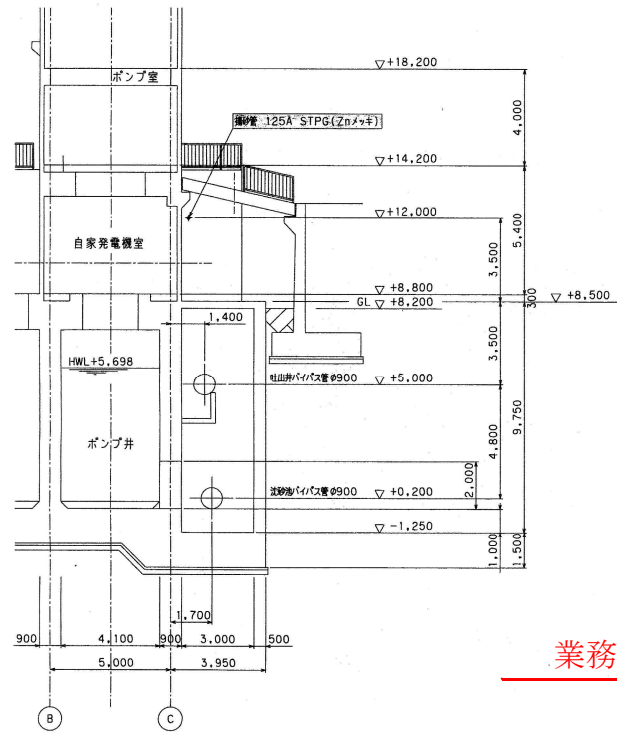 ▽+18,200
ポンプ室
4,000
揚砂管 125A STPG(Znメッキ)
▽+14,200
▽+12,000
5,400
自家発電機室
3,500
▽+8,800
300
▽+8,500
GL ▽+8,200
1,400
3,500
HWL+5,698
吐出井バイパス管φ900 ▽ +5,000
9,750
4,800
ポンプ井
2,000
沈砂池バイパス管φ900 ▽ +0,200
▽ -1,250
1,000
1,500
1,700
900 4,100 900 3,000 500
5,000 3,950
業務
B C